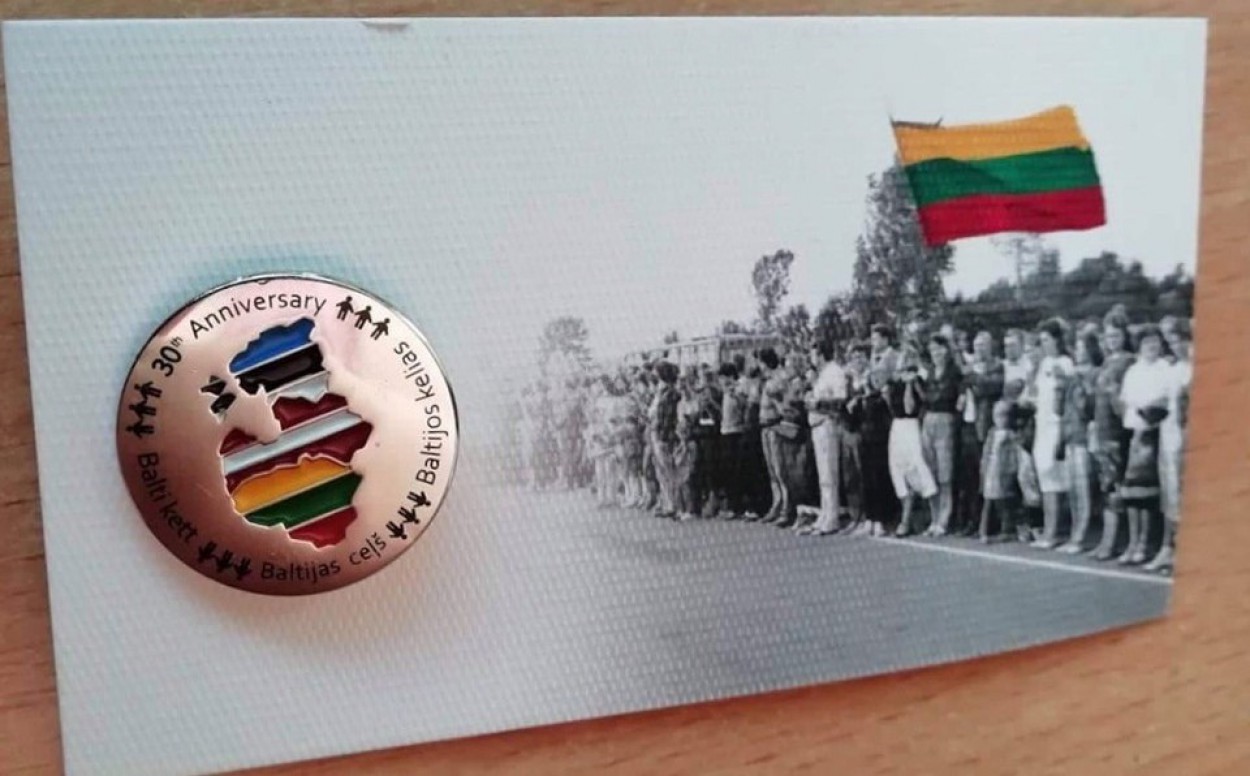 30th Anniversary
Baltijos kelias
Baltijas ceļš
Balti kett